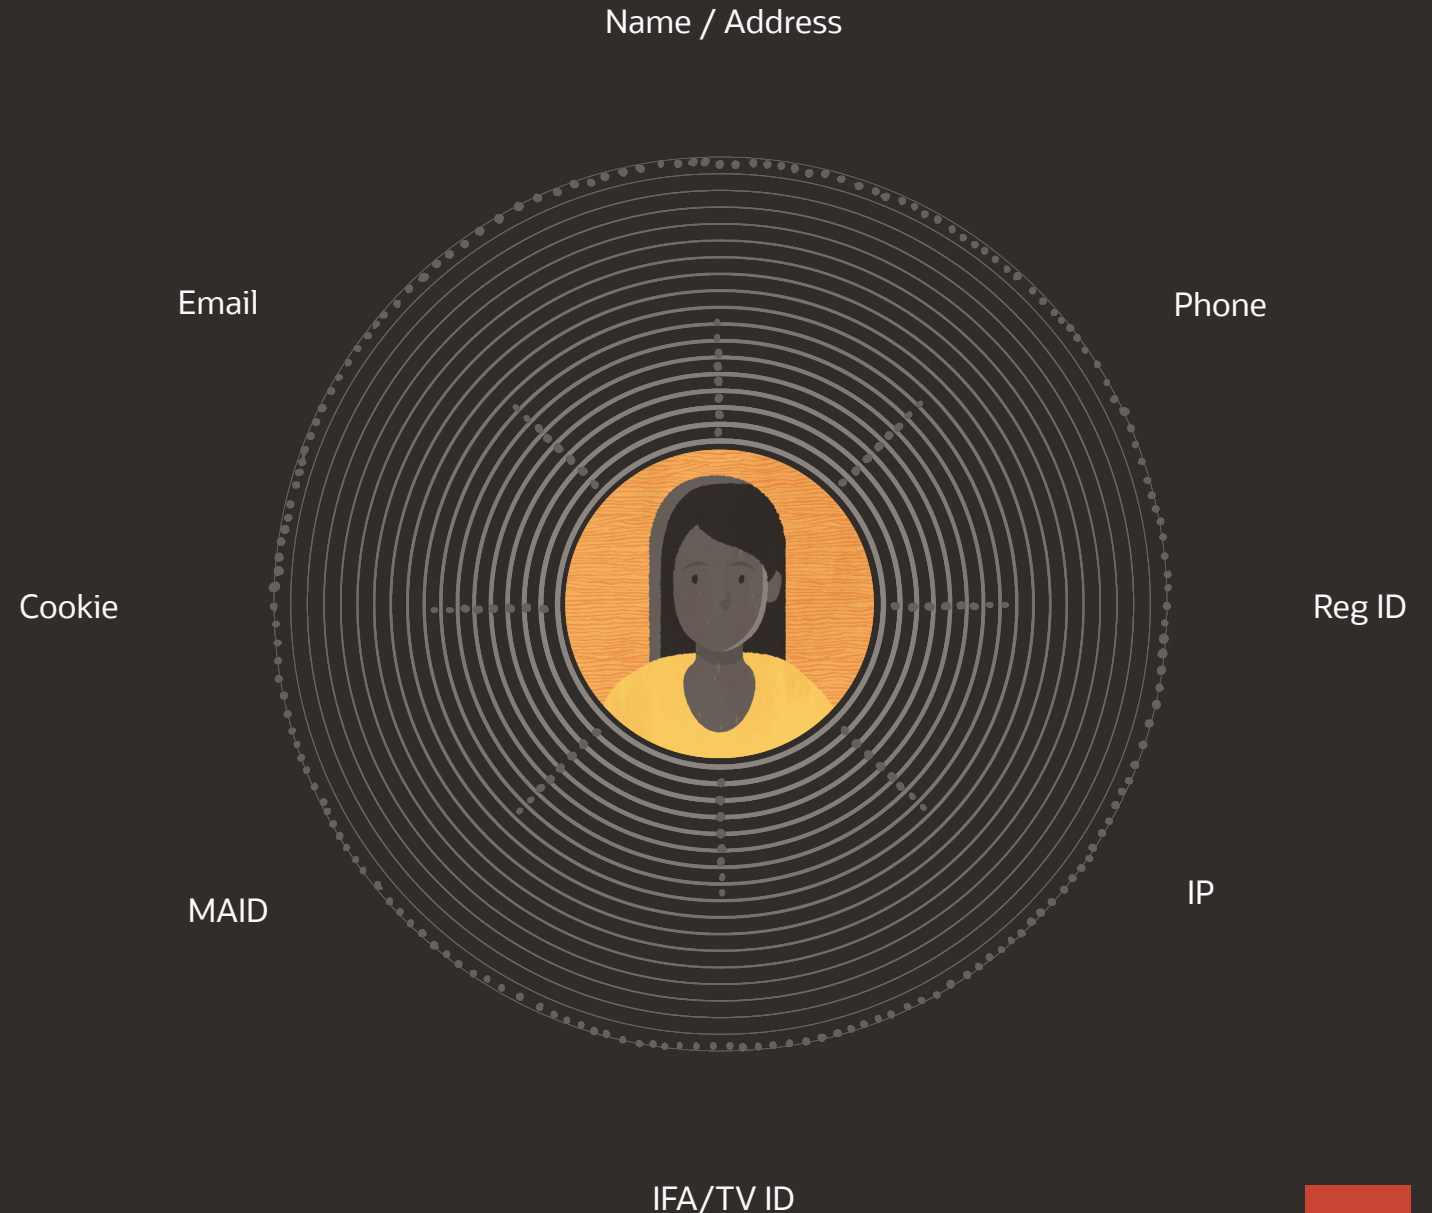 Name / Address
Email
Phone
Cookie
Reg ID
MAID
IP
IFA/TV ID